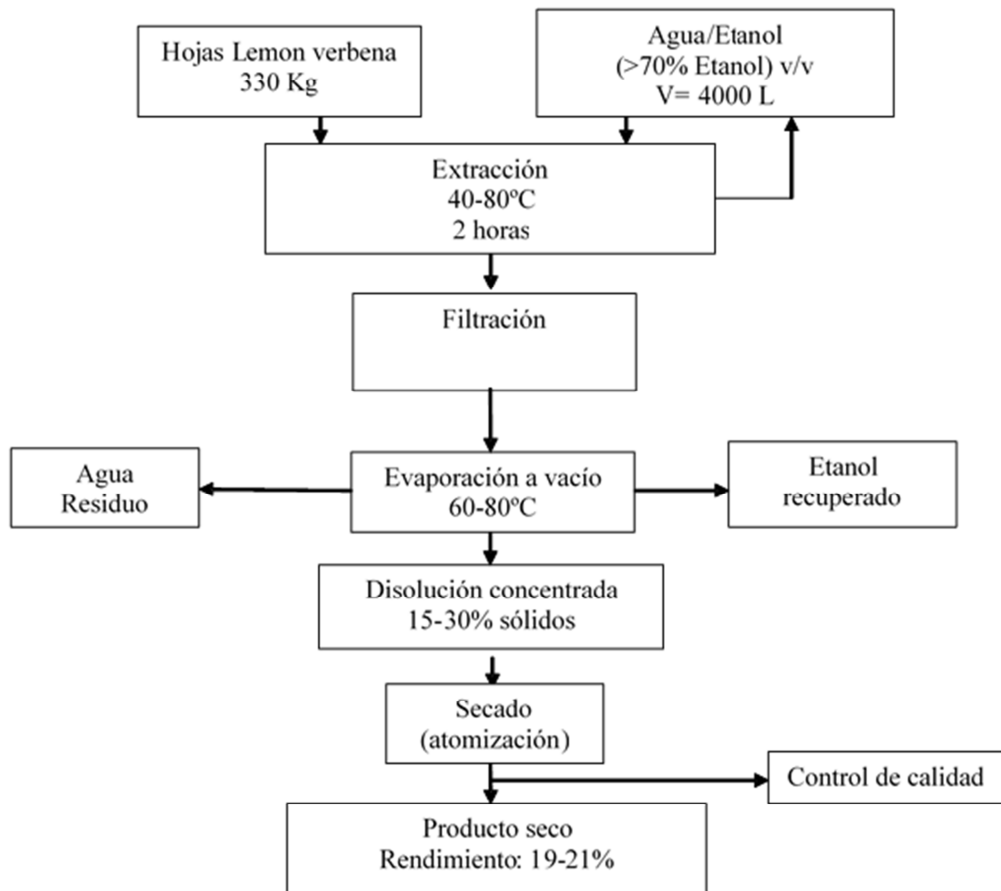 Hojas Lemon verbena
330 Kg
Agua/Etanol
(>70% Etanol) v/v
V= 4000 L
Extracción
40-80ºC
2 horas
Filtración
Agua
Residuo
Evaporación a vacío
60-80ºC
Etanol
recuperado
Disolución concentrada
15-30% sólidos
Secado
(atomización)
Control de calidad
Producto seco
Rendimiento: 19-21%